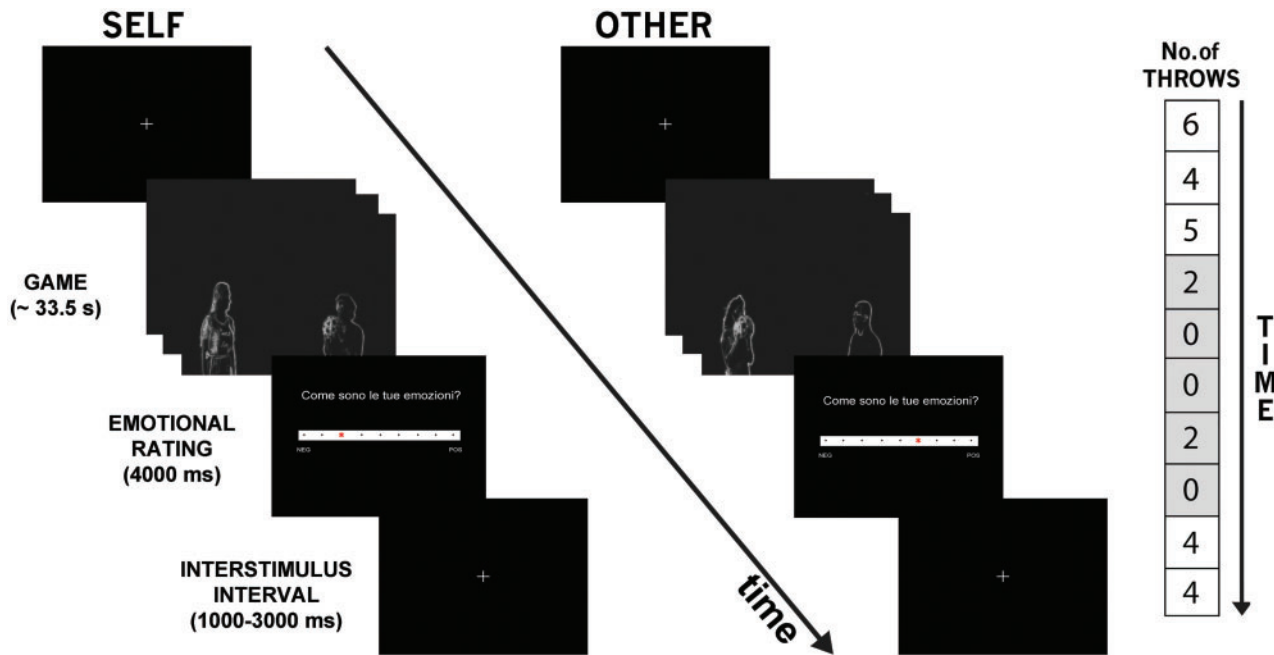 SELF
OTHER
No.of
THROWS
6
4
5
2
0
0
2
0
4
4
TIME
GAME
(~ 33.5 s)
Come sono le tue emozioni?
NEG
POS
Come sono le tue emozioni?
NEG
POS
EMOTIONAL
RATING
(4000 ms)
INTERSTIMULUS
INTERVAL
(1000-3000 ms)
time